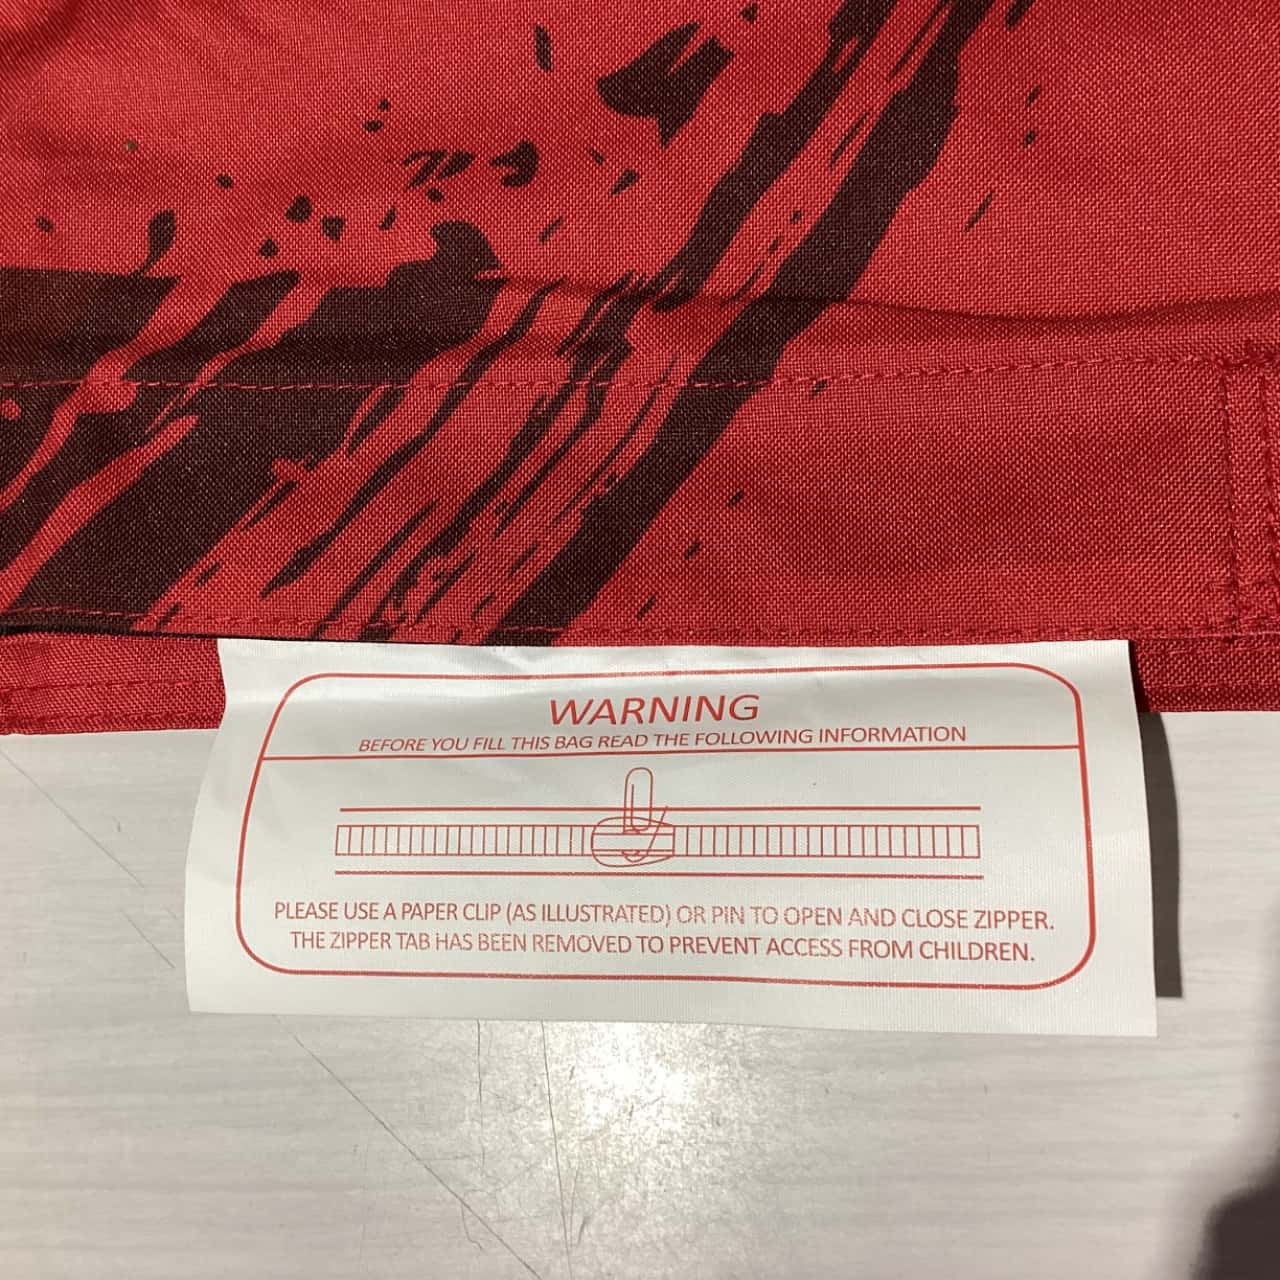 WARNING
BEFORE YOU FILL THIS BAG READ THE FOLLOWING INFORMATION
PLEASE USE A PAPER CLIP (AS ILLUSTRATED) OR PIN TO OPEN AND CLOSE ZIPPER.
THE ZIPPER TAB HAS BEEN REMOVED TO PREVENT ACCESS FROM CHILDREN.